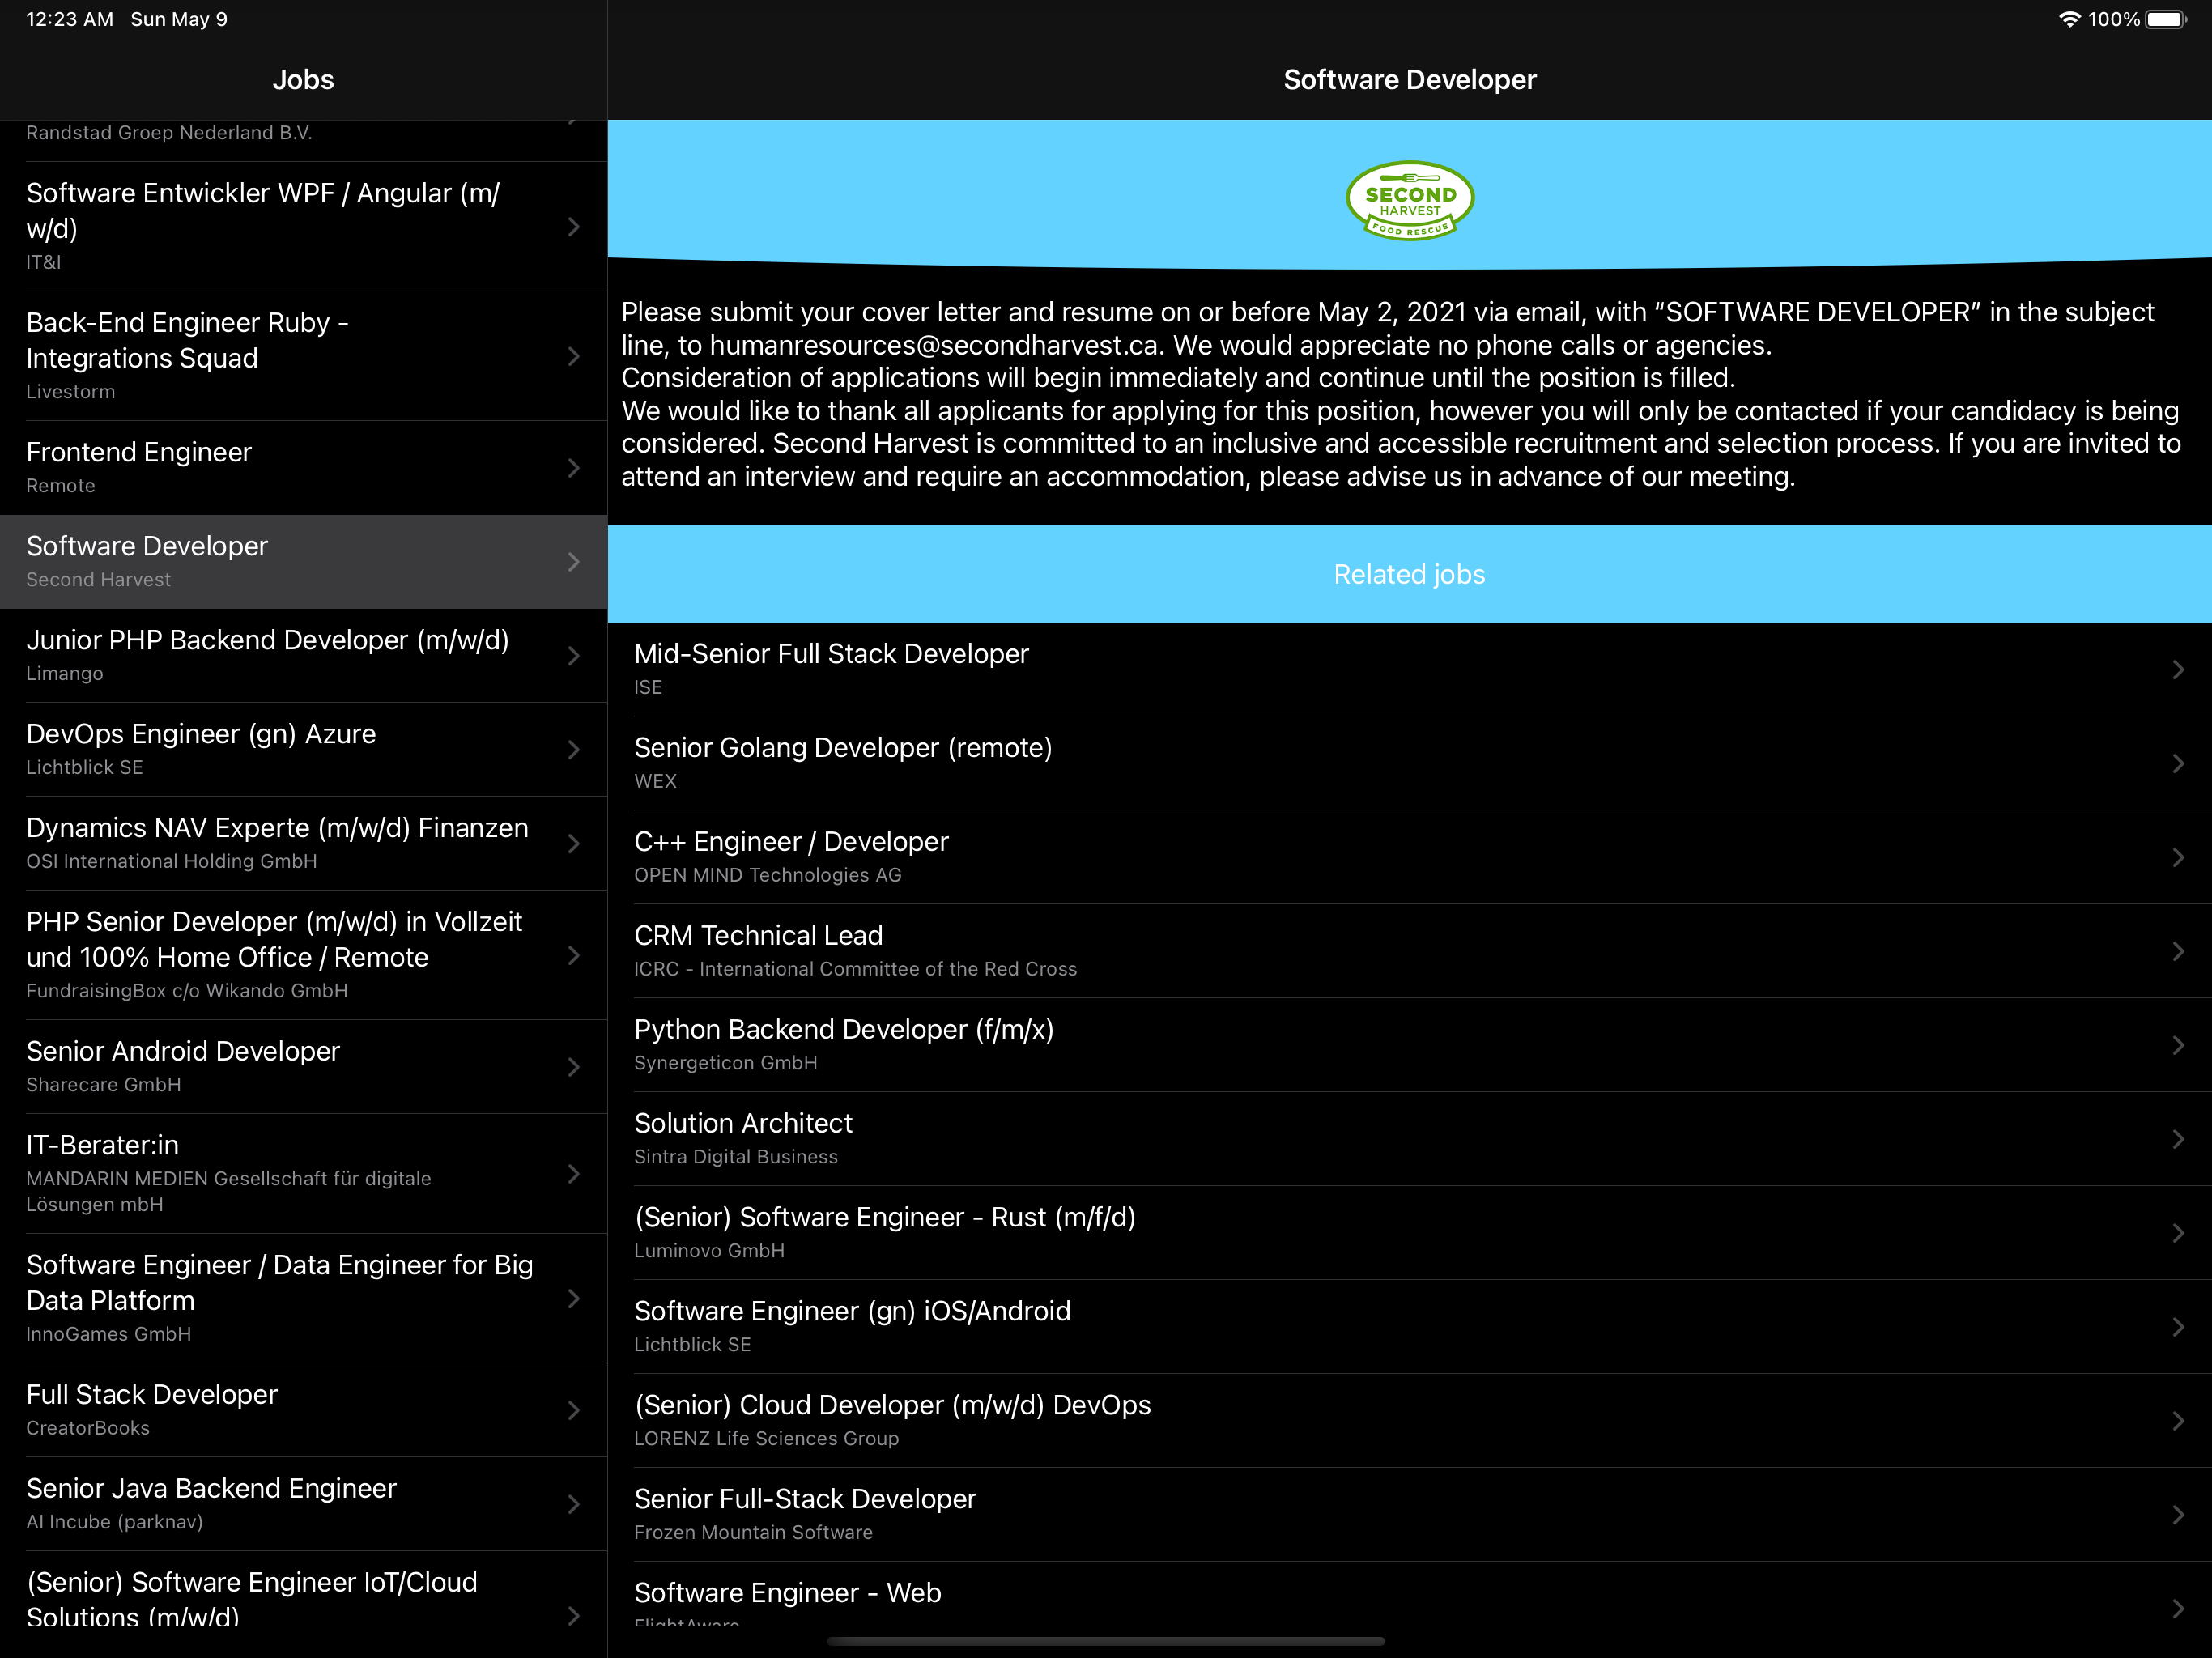 12:23 AM Sun May 9
100%
Jobs
Randstad Groep Nederland B.V.
Software Entwickler WPF / Angular (m/
w/d)
IT&I
Back-End Engineer Ruby -
Integrations Squad
Livestorm
Frontend Engineer
Remote
Software Developer
Second Harvest
Junior PHP Backend Developer (m/w/d)
Limango
DevOps Engineer (gn) Azure
Lichtblick SE
Dynamics NAV Experte (m/w/d) Finanzen
OSI International Holding GmbH
PHP Senior Developer (m/w/d) in Vollzeit
und 100% Home Office / Remote
FundraisingBox c/o Wikando GmbH
Senior Android Developer
Sharecare GmbH
IT-Berater:in
MANDARIN MEDIEN Gesellschaft für digitale
Lösungen mbH
Software Engineer / Data Engineer for Big
Data Platform
InnoGames GmbH
Full Stack Developer
CreatorBooks
Senior Java Backend Engineer
AI Incube (parknav)
(Senior) Software Engineer IoT/Cloud
Solutions (m/w/d)
Software Developer
SECOND
HARVEST
FOOD RESCUE
Please submit your cover letter and resume on or before May 2, 2021 via email, with “SOFTWARE DEVELOPER” in the subject
line, to humanresources@secondharvest.ca. We would appreciate no phone calls or agencies.
Consideration of applications will begin immediately and continue until the position is filled.
We would like to thank all applicants for applying for this position, however you will only be contacted if your candidacy is being
considered. Second Harvest is committed to an inclusive and accessible recruitment and selection process. If you are invited to
attend an interview and require an accommodation, please advise us in advance of our meeting.
Related jobs
Mid-Senior Full Stack Developer
ISE
Senior Golang Developer (remote)
WEX
C++ Engineer / Developer
OPEN MIND Technologies AG
CRM Technical Lead
ICRC - International Committee of the Red Cross
Python Backend Developer (f/m/x)
Synergeticon GmbH
Solution Architect
Sintra Digital Business
(Senior) Software Engineer - Rust (m/f/d)
Luminovo GmbH
Software Engineer (gn) iOS/Android
Lichtblick SE
(Senior) Cloud Developer (m/w/d) DevOps
LORENZ Life Sciences Group
Senior Full-Stack Developer
Frozen Mountain Software
Software Engineer - Web
FlightAware